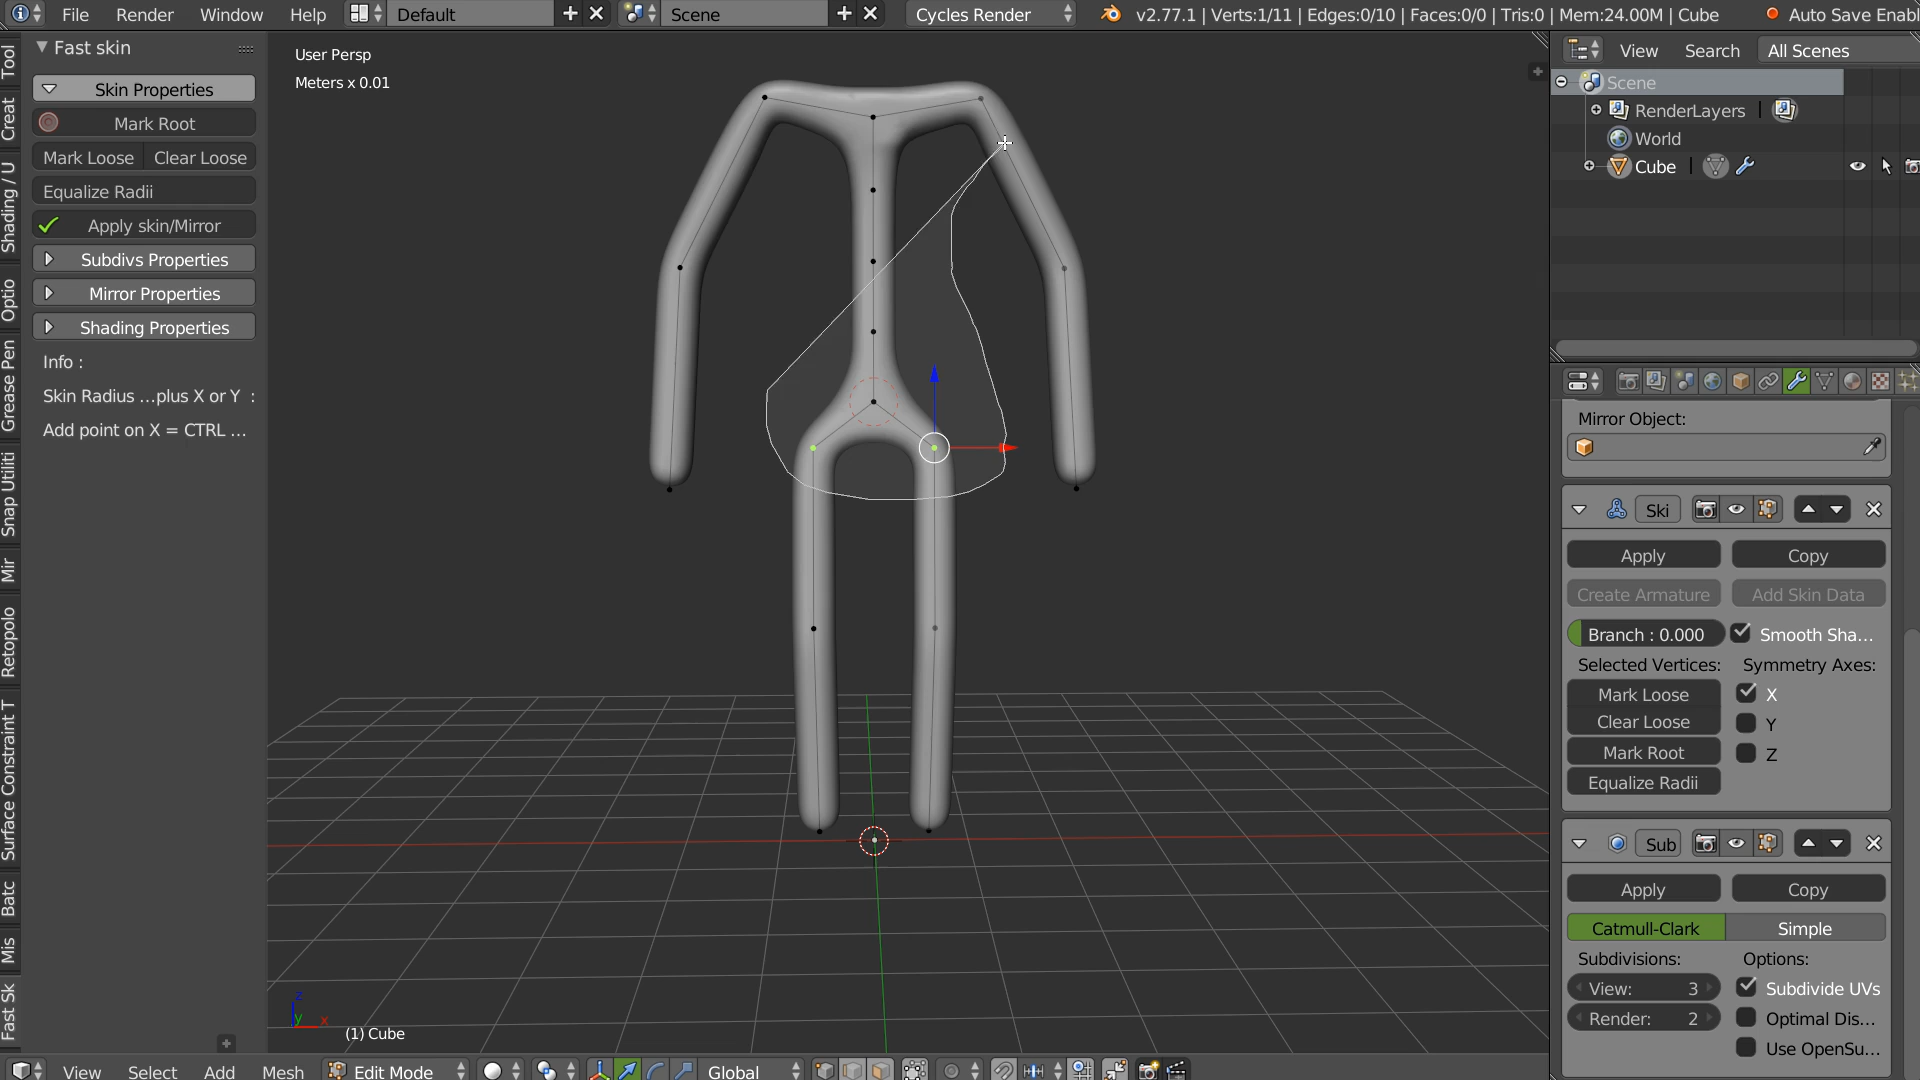 File Render Window Help Default Scene Cycles Render v2.77.1 | Verts:1/11 | Edges:0/10 | Faces:0/0 | Tris:0 | Mem:24.00M | Cube Auto Save Enabl
Fast skin
Skin Properties
Mark Root
Mark Loose Clear Loose
Equalize Radii
Apply skin/Mirror
Subdivs Properties
Mirror Properties
Shading Properties
Info :
Skin Radius ...plus X or Y :
Add point on X = CTRL ...
Tool
Creat
Shading / U
Optio
Grease Pen
Snap Utiliti
Mir
Retopolo
Surface Constraint T
Batc
Mis
Fast Sk
User Persp
Meters x 0.01
z
y x
(1) Cube
View Select Add Mesh Edit Mode Global
View Search All Scenes
Scene
RenderLayers
World
Cube
Mirror Object:
Ski
Apply Copy
Create Armature Add Skin Data
Branch : 0.000 Smooth Sha...
Selected Vertices: Symmetry Axes:
Mark Loose X
Clear Loose Y
Mark Root Z
Equalize Radii
Sub
Apply Copy
Catmull-Clark Simple
Subdivisions: Options:
View: 3 Subdivide UVs
Render: 2 Optimal Dis...
Use OpenSu...